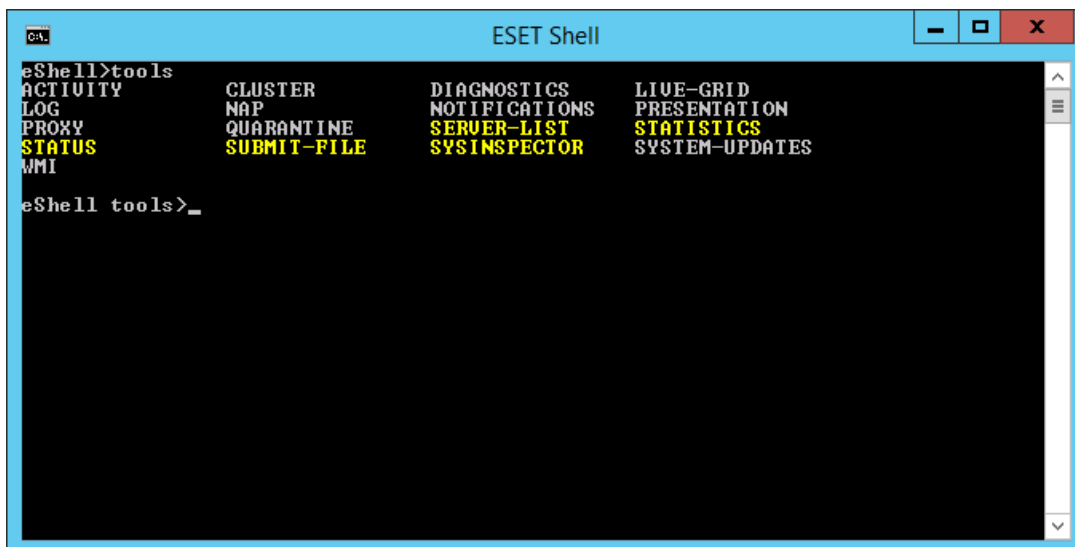 C:\.
ESET Shell
eShell>tools
ACTIVITY CLUSTER DIAGNOSTICS LIVE-GRID
LOG NAP NOTIFICATIONS PRESENTATION
PROXY QUARANTINE SERVER-LIST STATISTICS
STATUS SUBMIT-FILE SYSINSPECTOR SYSTEM-UPDATES
WMI
eShell tools>_